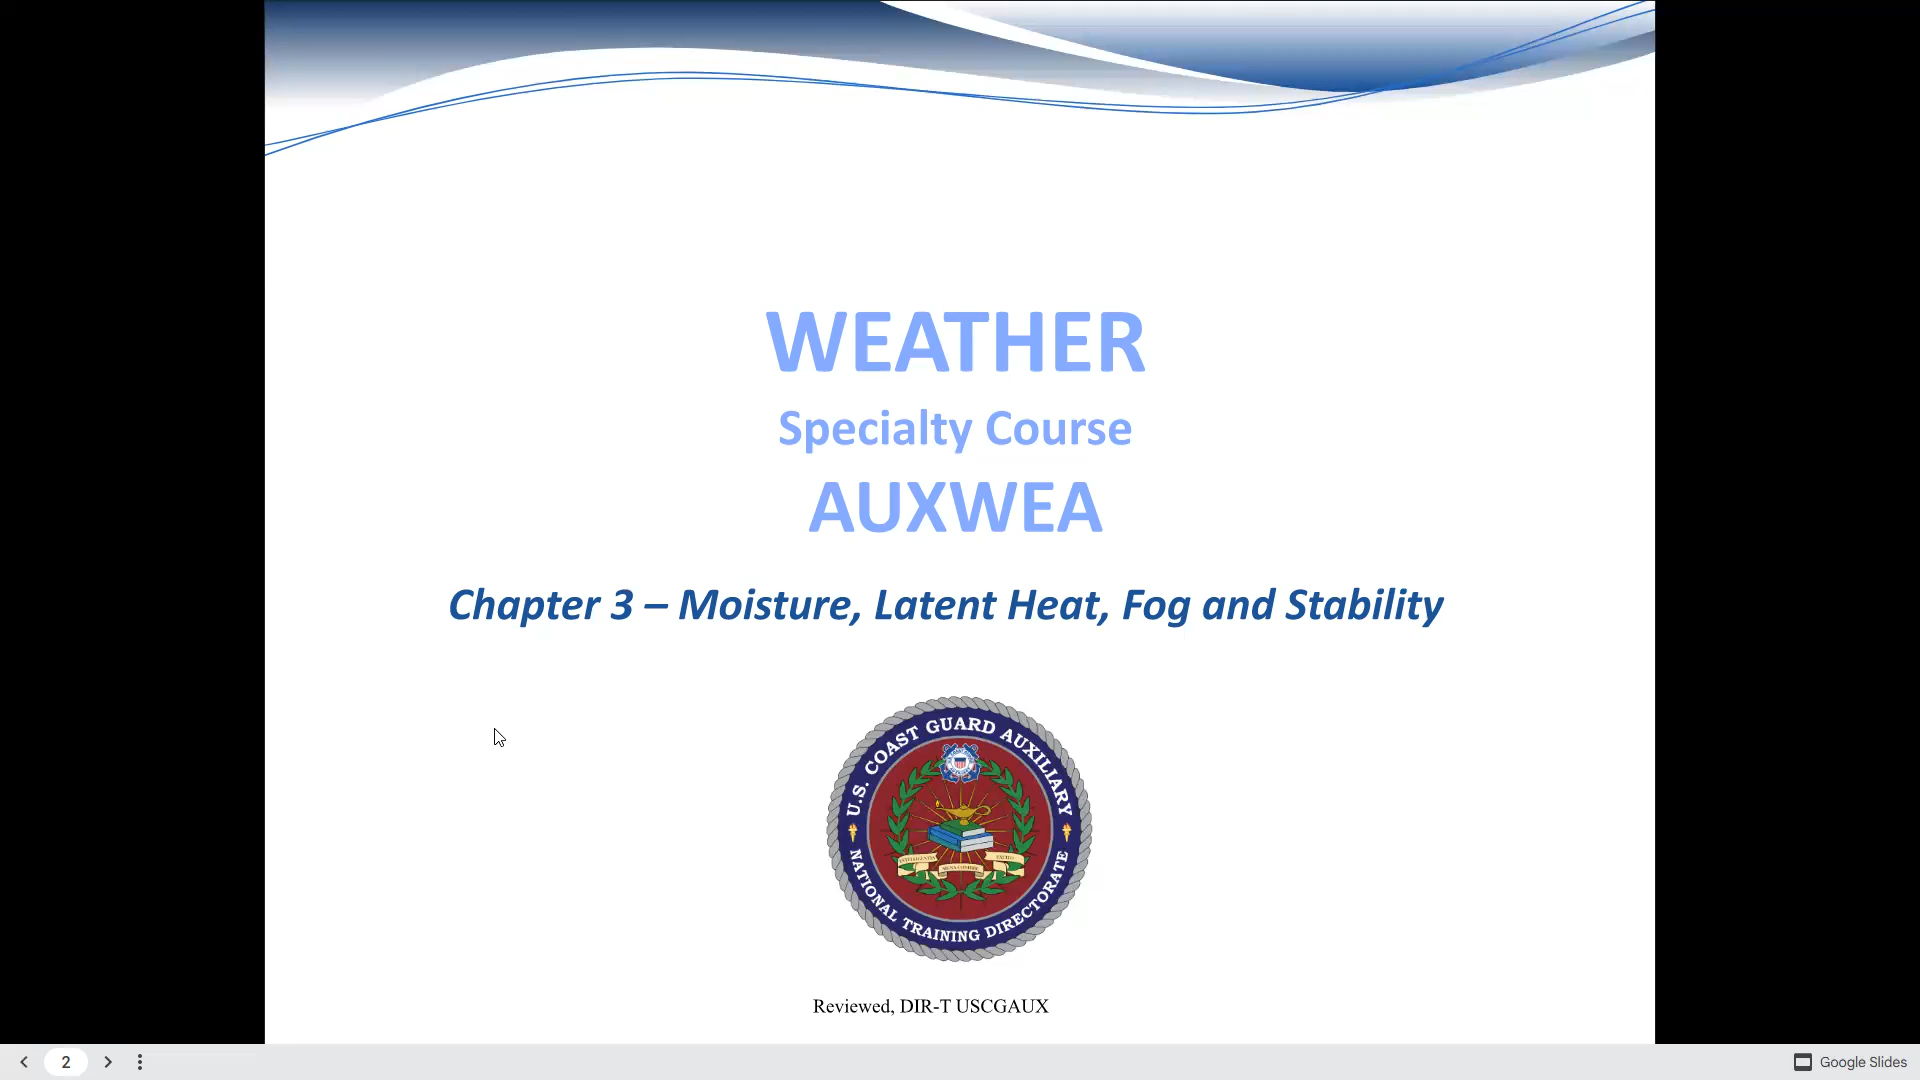 WEATHER
Specialty Course
AUXWEA
Chapter 3 – Moisture, Latent Heat, Fog and Stability
U.S. COAST GUARD AUXILIARY
NATIONAL TRAINING DIRECTORATE
Reviewed, DIR-T USCGAUX
2
Google Slides